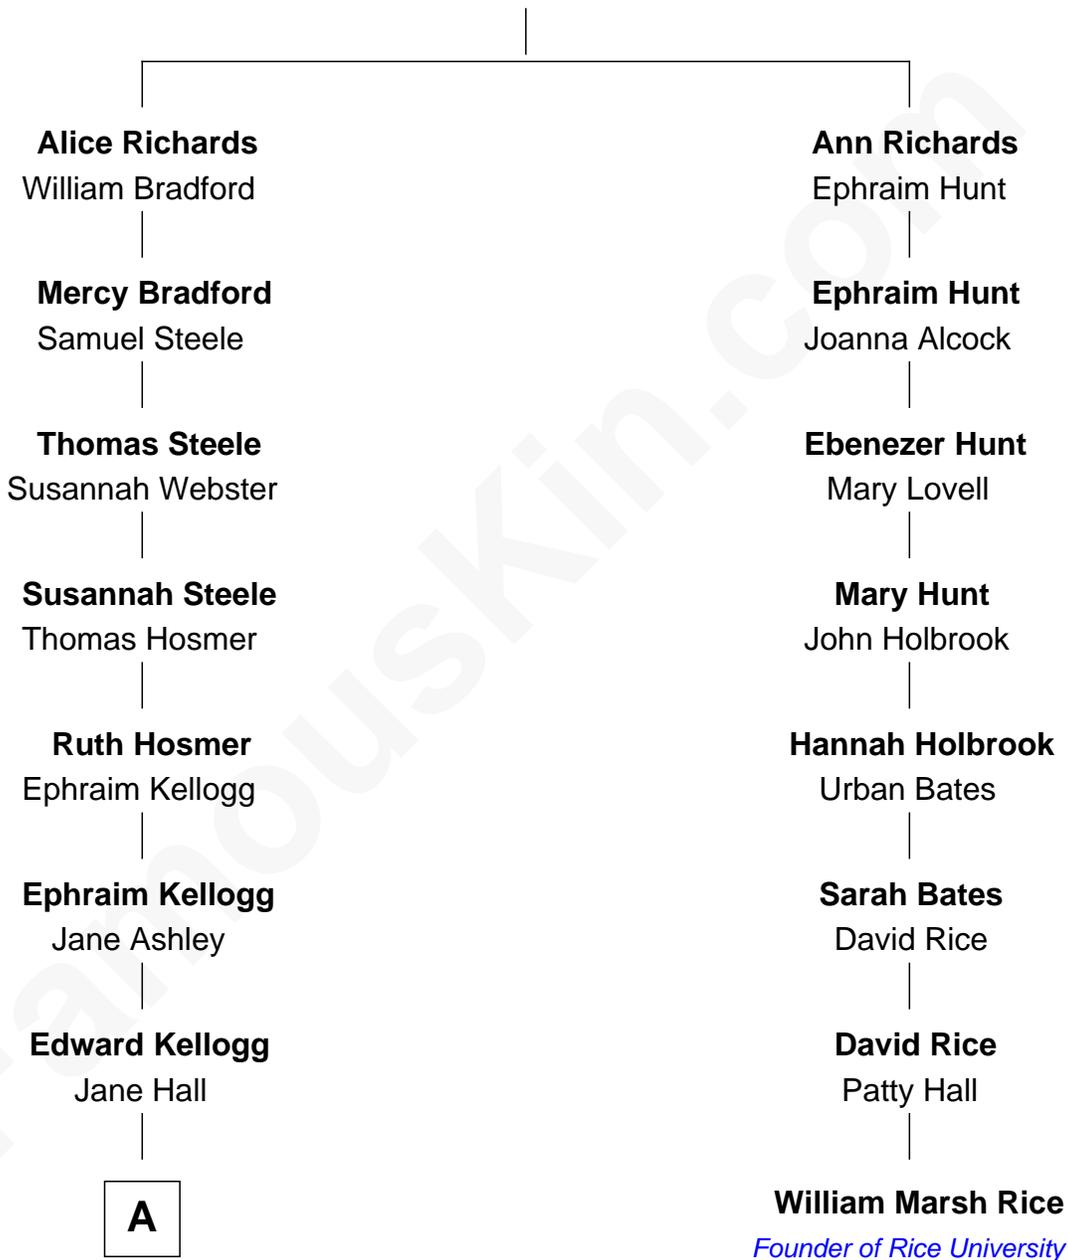 Alice Richards
William Bradford
Mercy Bradford
Samuel Steele
Thomas Steele
Susannah Webster
Susannah Steele
Thomas Hosmer
Ruth Hosmer
Ephraim Kellogg
Ephraim Kellogg
Jane Ashley
Edward Kellogg
Jane Hall
A
Ann Richards
Ephraim Hunt
Ephraim Hunt
Joanna Alcock
Ebenezer Hunt
Mary Lovell
Mary Hunt
John Holbrook
Hannah Holbrook
Urban Bates
Sarah Bates
David Rice
David Rice
Patty Hall
William Marsh Rice
Founder of Rice University
FamousKin.com